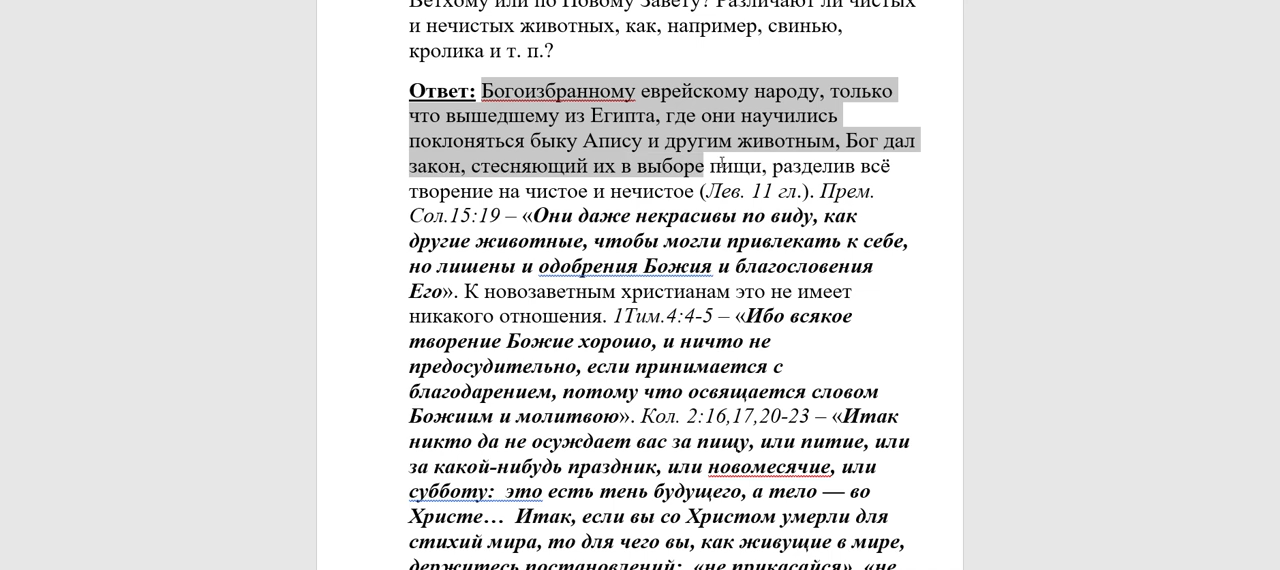 Ветхому или по Новому Завету? Различают ли чистых
и нечистых животных, как, например, свинью,
кролика и т. п.?
Ответ: Богоизбранному еврейскому народу, только
что вышедшему из Египта, где они научились
поклоняться быку Апису и другим животным, Бог дал
закон, стесняющий их в выборе пищи, разделив всё
творение на чистое и нечистое (Лев. 11 гл.). Прем.
Сол.15:19 – «Они даже некрасивы по виду, как
другие животные, чтобы могли привлекать к себе,
но лишены и одобрения Божия и благословения
Его». К новозаветным христианам это не имеет
никакого отношения. 1Тим.4:4-5 – «Ибо всякое
творение Божие хорошо, и ничто не
предосудительно, если принимается с
благодарением, потому что освящается словом
Божиим и молитвою». Кол. 2:16,17,20-23 – «Итак
никто да не осуждает вас за пищу, или питие, или
за какой-нибудь праздник, или новомесячие, или
субботу:  это есть тень будущего, а тело — во
Христе…  Итак, если вы со Христом умерли для
стихий мира, то для чего вы, как живущие в мире,
держитесь постановлений:  «не прикасайся», «не